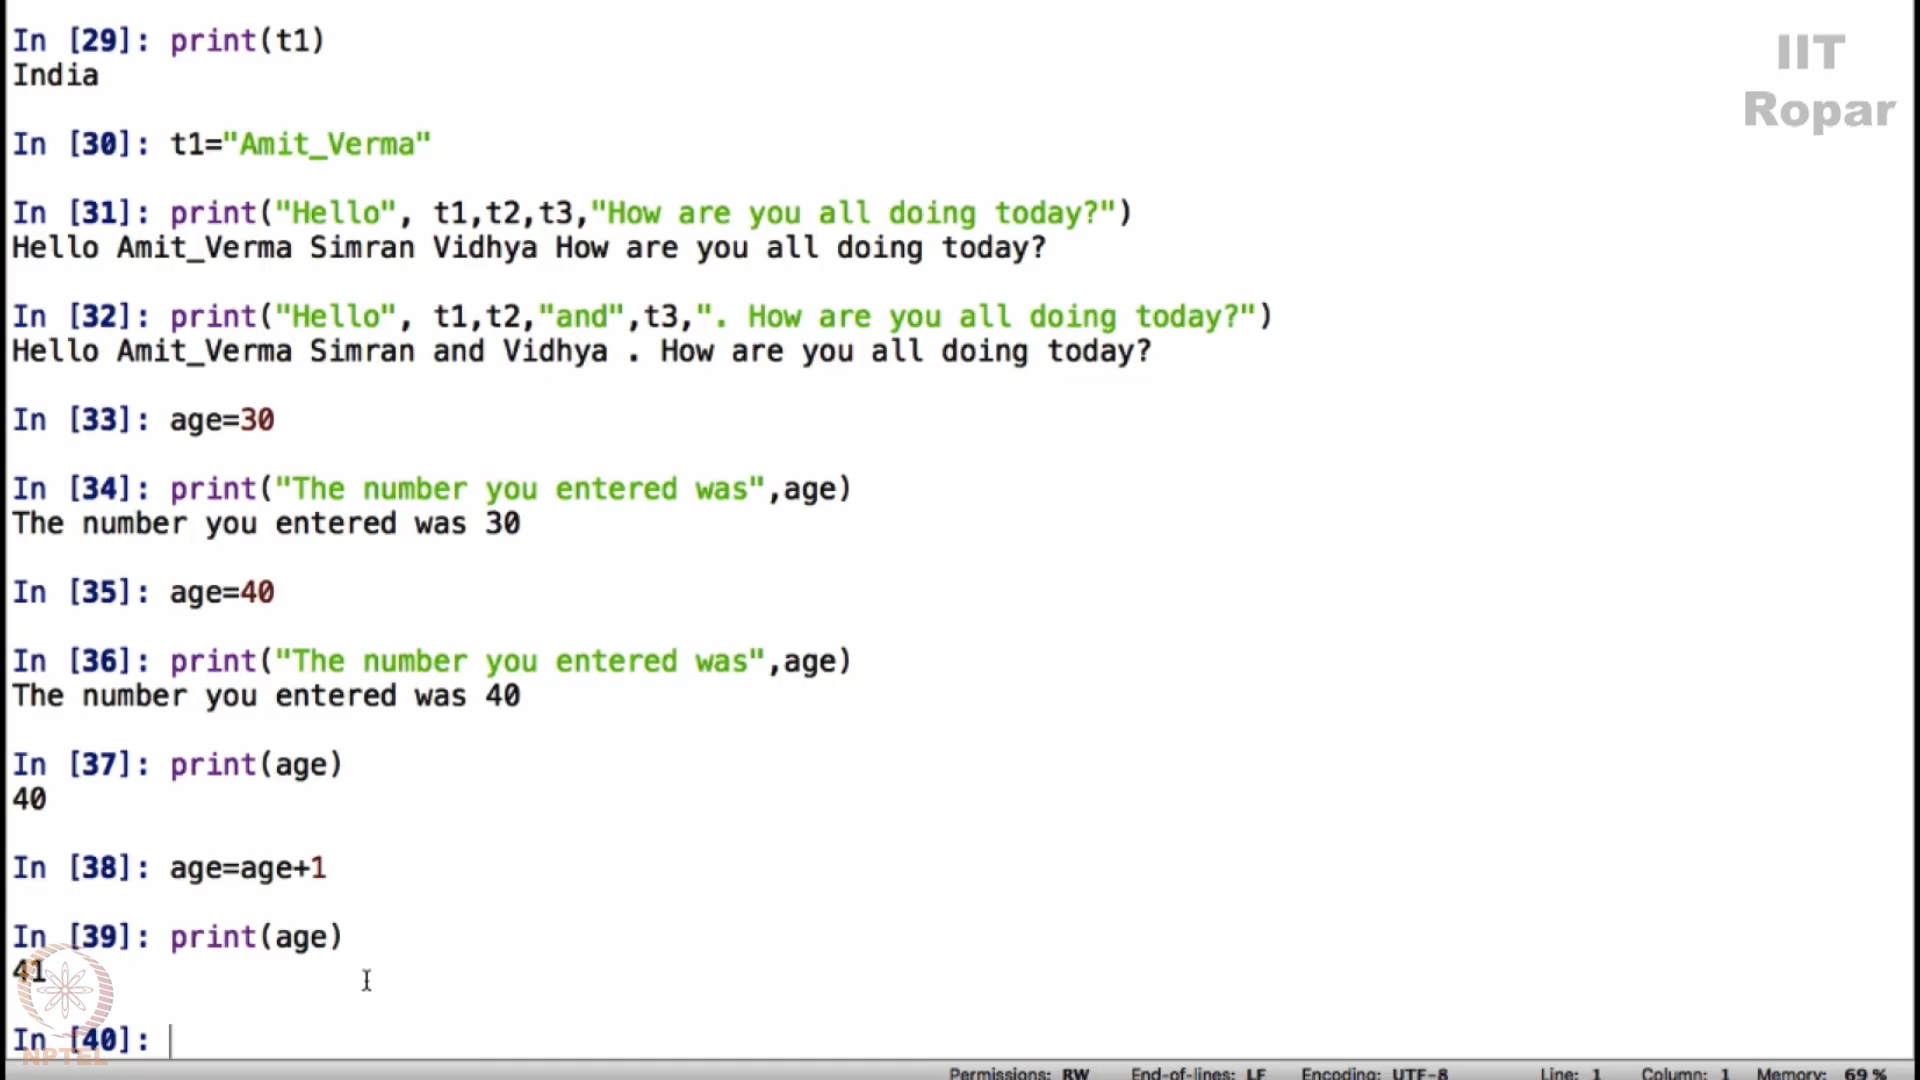 In [29]: print(t1)
India
IIT
Ropar
In [30]: t1="Amit_Verma"
In [31]: print("Hello", t1,t2,t3,"How are you all doing today?")
Hello Amit_Verma Simran Vidhya How are you all doing today?
In [32]: print("Hello", t1,t2,"and",t3,". How are you all doing today?")
Hello Amit_Verma Simran and Vidhya . How are you all doing today?
In [33]: age=30
In [34]: print("The number you entered was",age)
The number you entered was 30
In [35]: age=40
In [36]: print("The number you entered was",age)
The number you entered was 40
In [37]: print(age)
40
In [38]: age=age+1
In [39]: print(age)
41
In [40]:
NPTEL
Permissions: RW End-of-lines: LF Encoding: UTF-8 Line: 1 Column: 1 Memory: 69 %